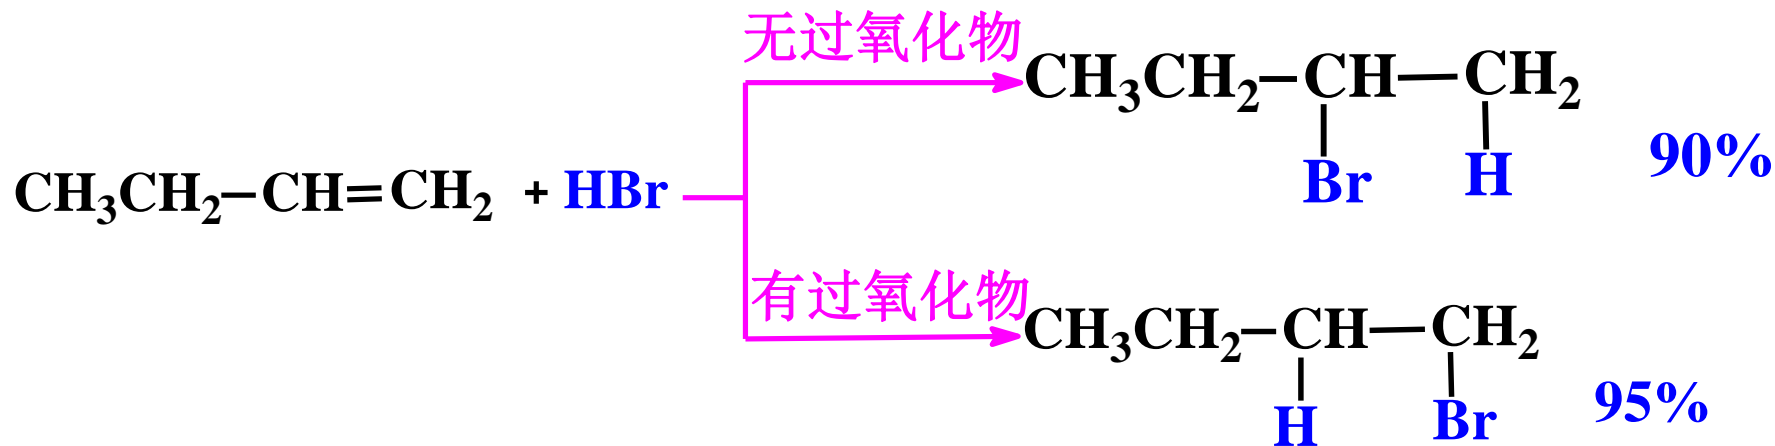 无过氧化物
CH₃CH₂—CH—CH₂
Br H
90%
CH₃CH₂—CH=CH₂ + HBr
有过氧化物
CH₃CH₂—CH—CH₂
H Br
95%